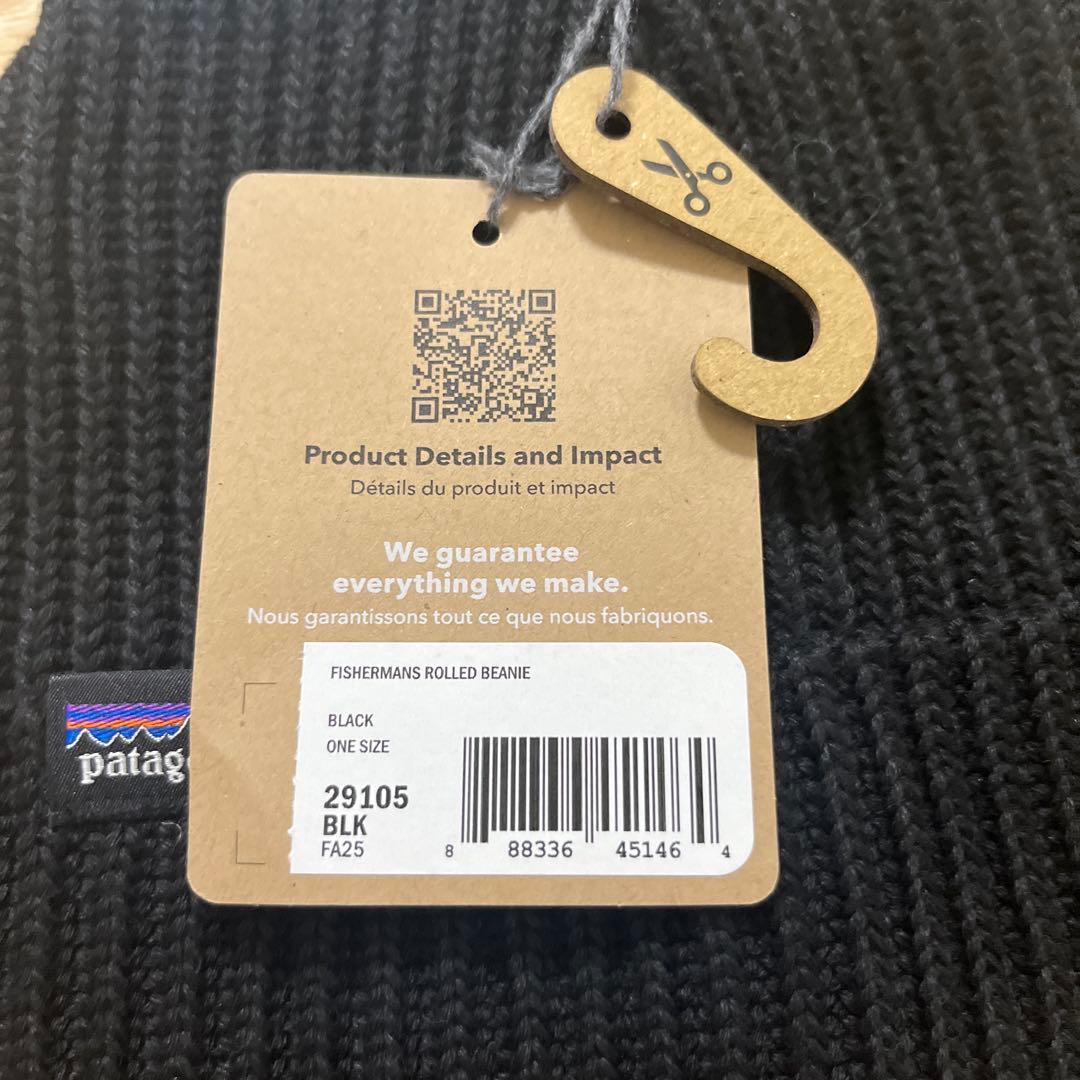 Product Details and Impact
Détails du produit et impact
We guarantee
everything we make.
Nous garantissons tout ce que nous fabriquons.
FISHERMANS ROLLED BEANIE
BLACK
ONE SIZE
29105
BLK
FA25
8 88336 45146 4
patag